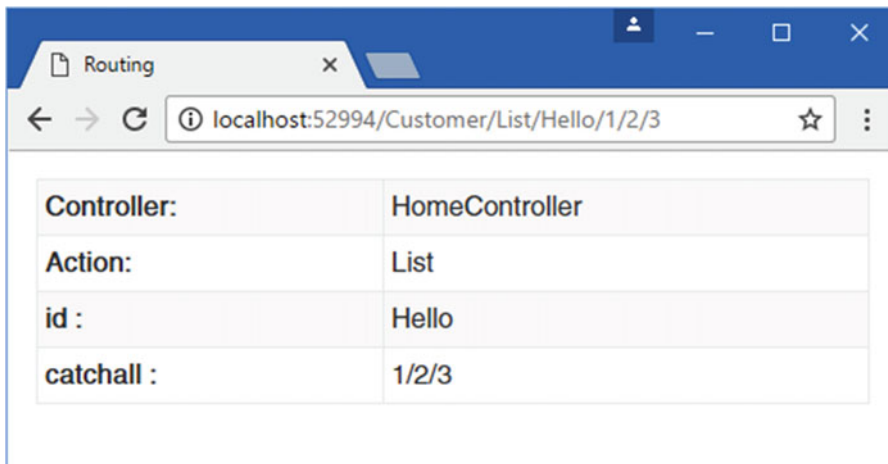 Routing
localhost:52994/Customer/List/Hello/1/2/3
Controller: HomeController
Action: List
id : Hello
catchall : 1/2/3